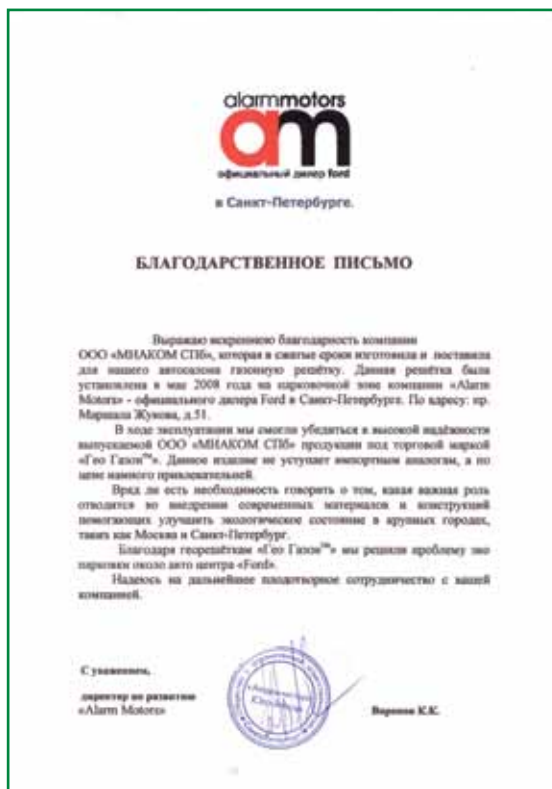 alarmmotors
am
официальный дилер ford
в Санкт-Петербурге.
БЛАГОДАРСТВЕННОЕ ПИСЬМО
Выражаю искреннюю благодарность компании
ООО «МИАКОМ СПб», которая в сжатые сроки изготовила и поставила
для нашего автосалона газонную решётку. Данная решётка была
установлена в мае 2008 года на парковочной зоне компании «Alarm
Motors» - официального дилера Ford в Санкт-Петербурге. По адресу: пр.
Маршала Жукова, д.51.
В ходе эксплуатации мы смогли убедиться в высокой надёжности
выпускаемой ООО «МИАКОМ СПб» продукции под торговой маркой
«Гео Газон™». Данное изделие не уступает импортным аналогам, а по
цене намного привлекательней.
Вряд ли есть необходимость говорить о том, какая важная роль
отводится во внедрении современных материалов и конструкций
помогающих улучшить экологическое состояние в крупных городах,
таких как Москва и Санкт-Петербург.
Благодаря георешёткам «Гео Газон™» мы решили проблему эко
парковки около авто центра «Ford».
Надеюсь на дальнейшее плодотворное сотрудничество с вашей
компанией.
С уважением,
директор по развитию
«Alarm Motors»
Воронов К.К.